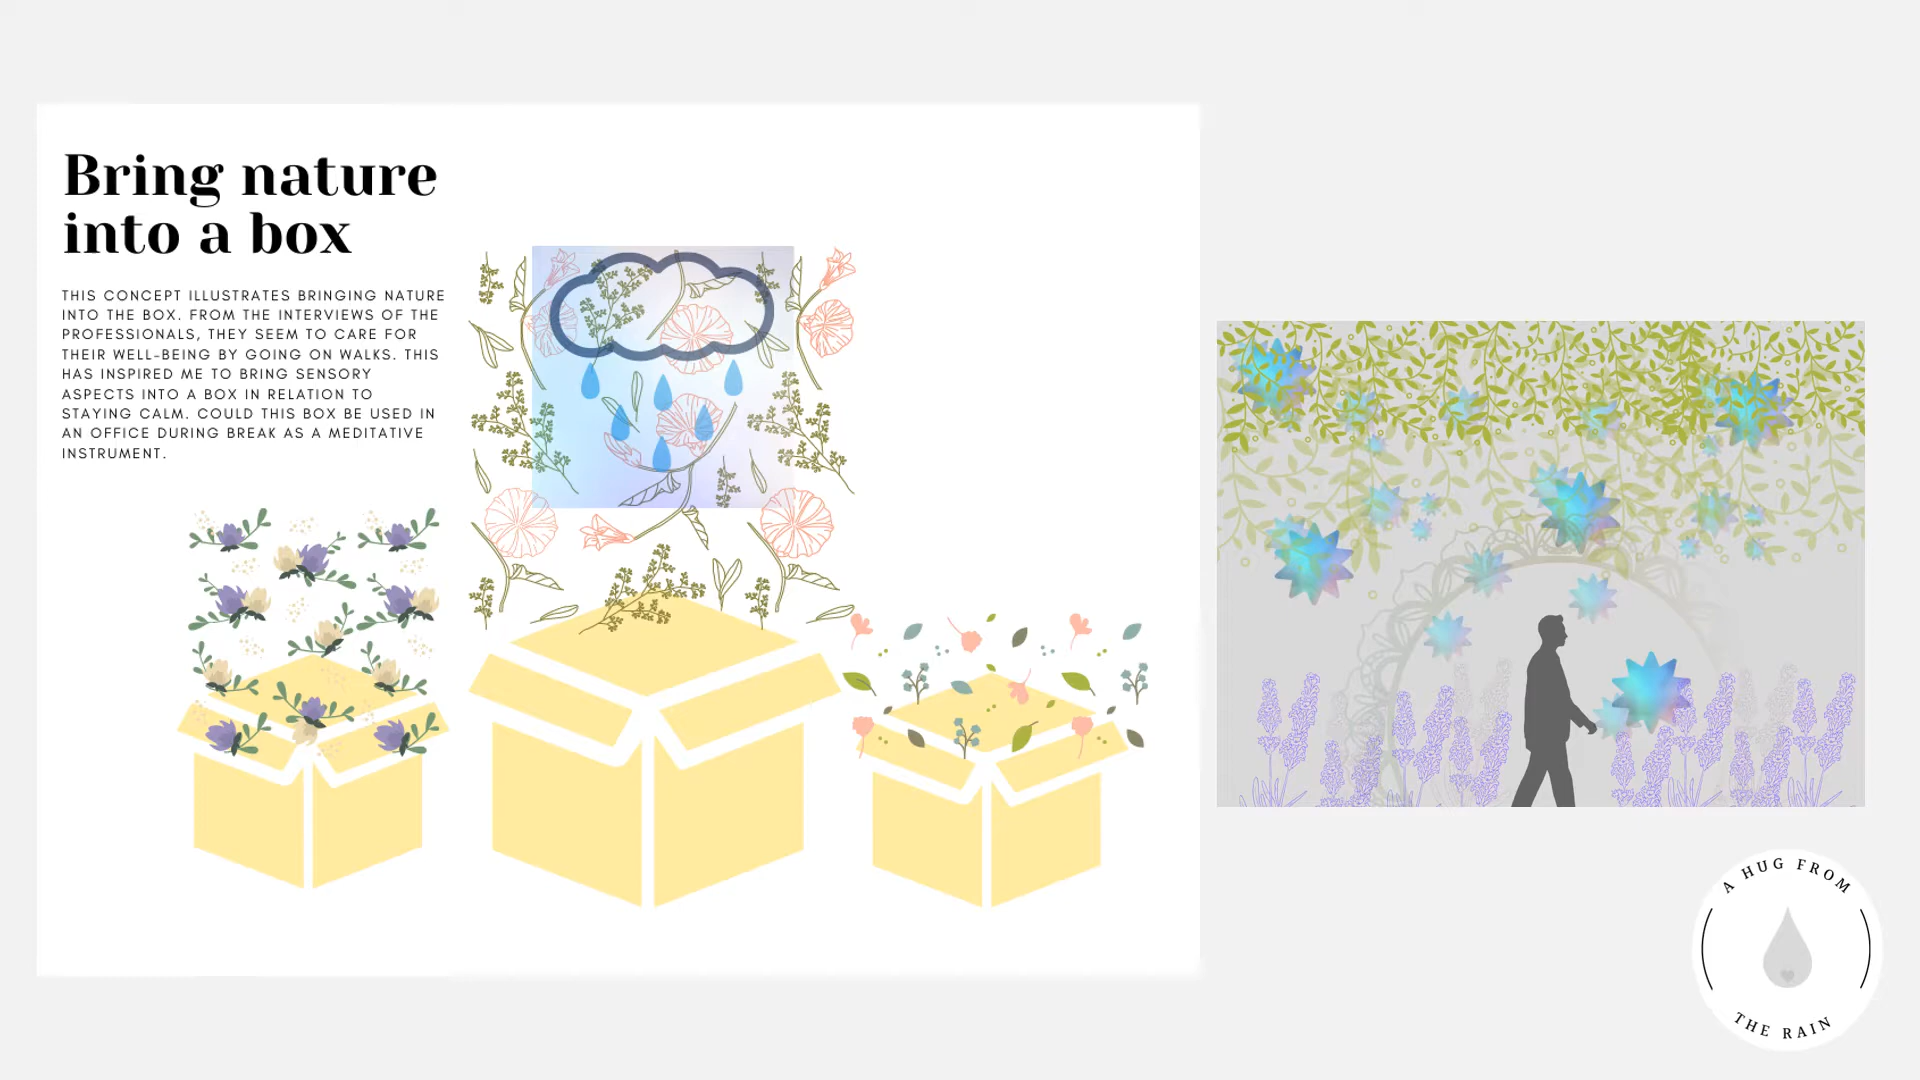 Bring nature
into a box
THIS CONCEPT ILLUSTRATES BRINGING NATURE
INTO THE BOX. FROM THE INTERVIEWS OF THE
PROFESSIONALS, THEY SEEM TO CARE FOR
THEIR WELL-BEING BY GOING ON WALKS. THIS
HAS INSPIRED ME TO BRING SENSORY
ASPECTS INTO A BOX IN RELATION TO
STAYING CALM. COULD THIS BOX BE USED IN
AN OFFICE DURING BREAK AS A MEDITATIVE
INSTRUMENT.
A HUG FROM
THE RAIN